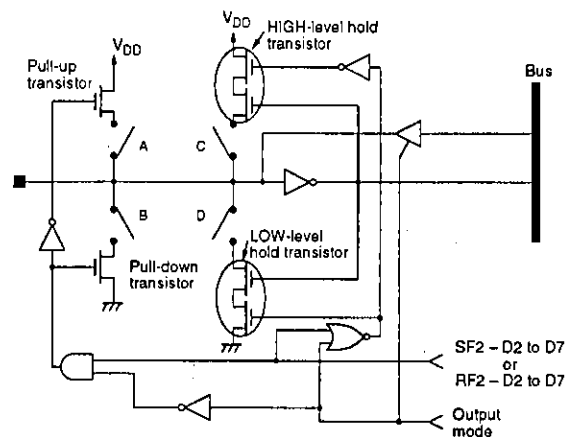 HIGH-level hold
transistor
VDD
VDD
Pull-up
transistor
Bus
A
C
B
D
LOW-level
hold transistor
Pull-down
transistor
SF2 – D2 to D7
or
RF2 – D2 to D7
Output
mode